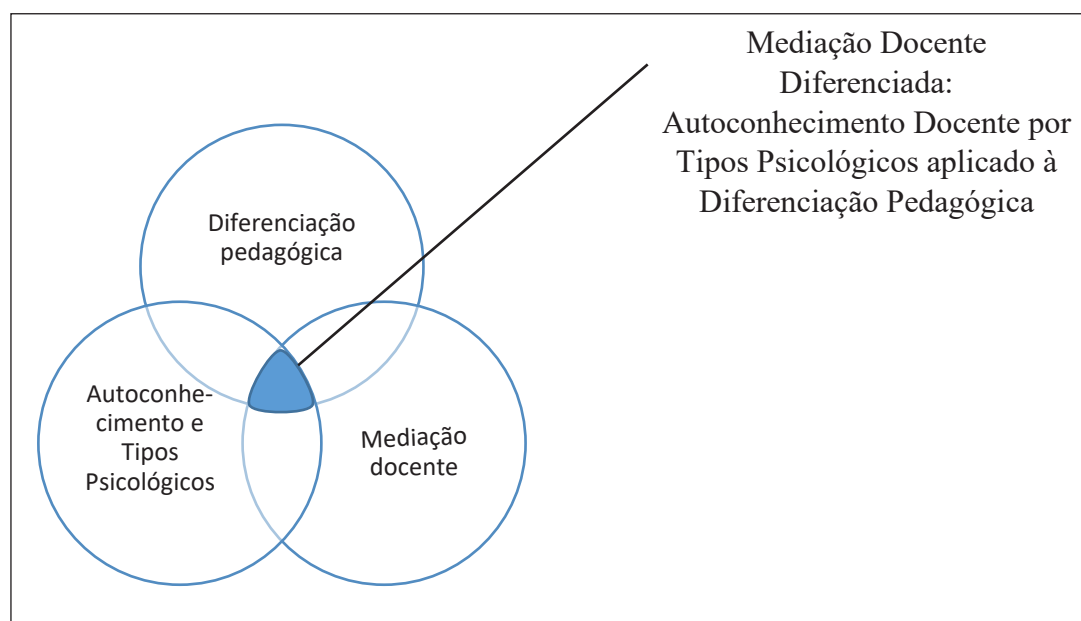 Mediação Docente
Diferenciada:
Autoconhecimento Docente por
Tipos Psicológicos aplicado à
Diferenciação Pedagógica
Diferenciação
pedagógica
Autoconhe-
cimento e
Tipos
Psicológicos
Mediação
docente